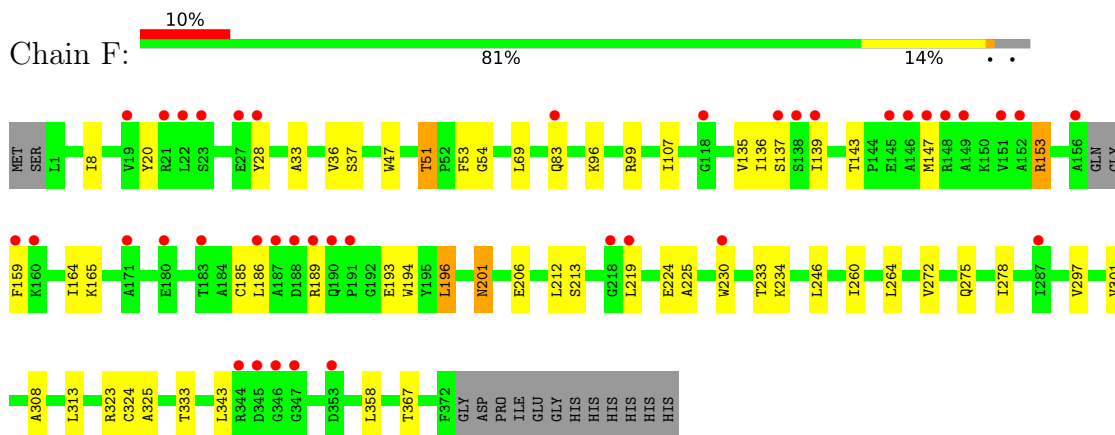 10%
Chain F:
81% 14% • •
MET SER L1 I8 V19 Y20 R21 L22 S23 E27 Y28 A33 V36 S37 W47 T51 P52 F53 G54 L69 Q83 K96 R99 I107 G118 V135 I136 S137 S138 I139 T143 P144 E145 A146 M147 R148 A149 K150 V151 A152 R153 A156 GLN GLY
F159 K160 I164 K165 A171 E180 T183 A184 C185 L186 A187 D188 R189 Q190 P191 G192 E193 W194 Y195 L196 N201 E206 L212 S213 G218 L219 E224 A225 W230 T233 K234 L246 I260 L264 V272 Q275 I278 I287 V297 V301
A308 L313 R323 C324 A325 T333 L343 R344 D345 G346 G347 D353 L358 T367 F372 GLY ASP PRO ILE GLU GLY HIS HIS HIS HIS HIS HIS